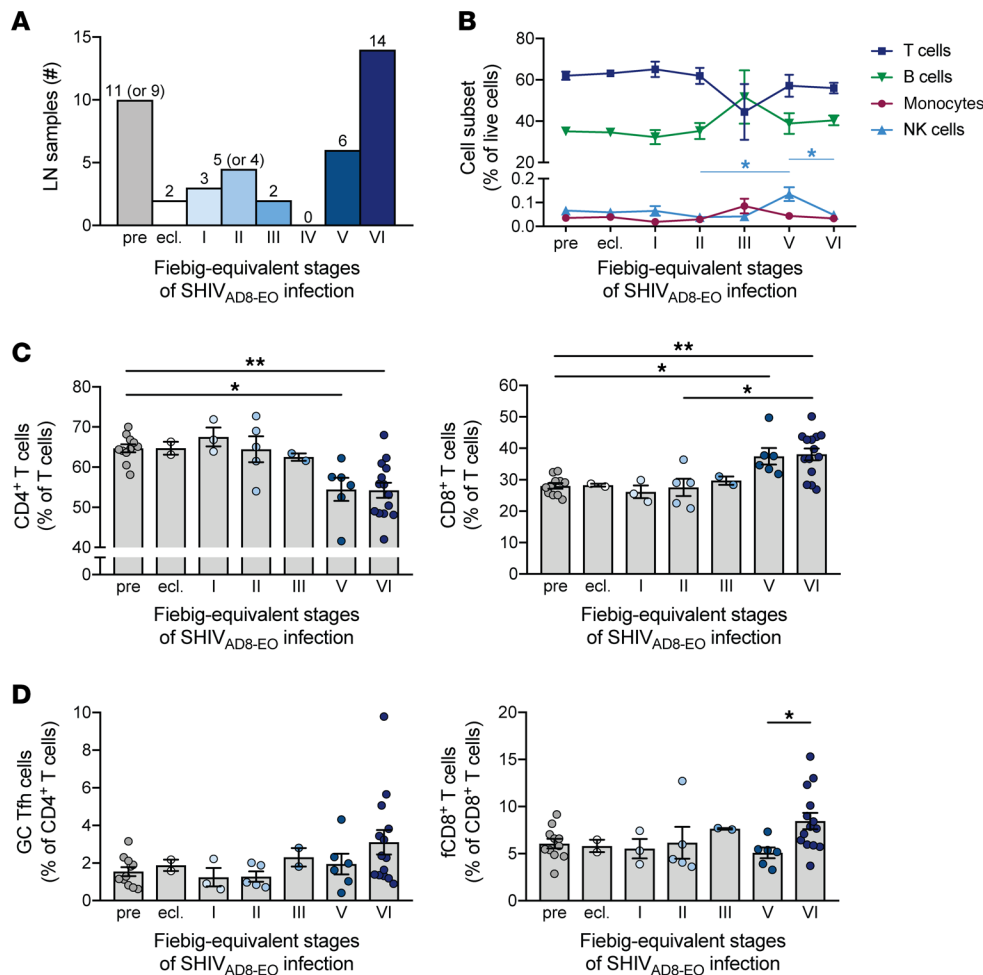 A
LN samples (#)
15
10
5
0
11 (or 9)
2
3
5 (or 4)
2
0
6
14
pre ecl. I II III IV V VI
Fiebig-equivalent stages
of SHIVAD8-EO infection
B
Cell subset
(% of live cells)
80
60
40
20
0.2
0.1
0.0
*
*
pre ecl. I II III V VI
Fiebig-equivalent stages
of SHIVAD8-EO infection
T cells
B cells
Monocytes
NK cells
C
CD4+ T cells
(% of T cells)
80
70
60
50
40
0
**
*
pre ecl. I II III V VI
Fiebig-equivalent stages
of SHIVAD8-EO infection
CD8+ T cells
(% of T cells)
60
50
40
30
20
10
0
**
*
*
pre ecl. I II III V VI
Fiebig-equivalent stages
of SHIVAD8-EO infection
D
GC Tfh cells
(% of CD4+ T cells)
10
8
6
4
2
0
pre ecl. I II III V VI
Fiebig-equivalent stages
of SHIVAD8-EO infection
fCD8+ T cells
(% of CD8+ T cells)
20
15
10
5
0
*
pre ecl. I II III V VI
Fiebig-equivalent stages
of SHIVAD8-EO infection